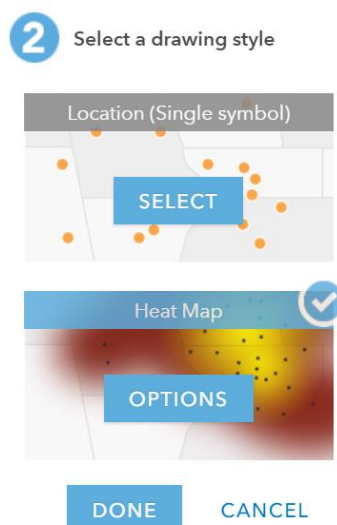 2 Select a drawing style
Location (Single symbol)
SELECT
Heat Map
OPTIONS
DONE CANCEL